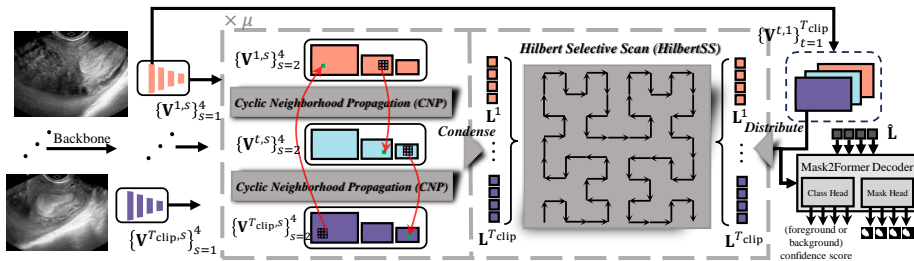 × μ
{V^{1,s}}_{s=2}^4
Hilbert Selective Scan (HilbertSS)
{V^{t,1}}_{t=1}^{T_clip}
{V^{1,s}}_{s=1}^4
Cyclic Neighborhood Propagation (CNP)
L^1
L^1
Backbone
{V^{t,s}}_{s=2}^4
Condense
Distribute
L̂
Mask2Former Decoder
Class Head
Mask Head
Cyclic Neighborhood Propagation (CNP)
{V^{T_clip,s}}_{s=1}^4
{V^{T_clip,s}}_{s=2}^4
L^{T_clip}
L^{T_clip}
(foreground or
background)
confidence score